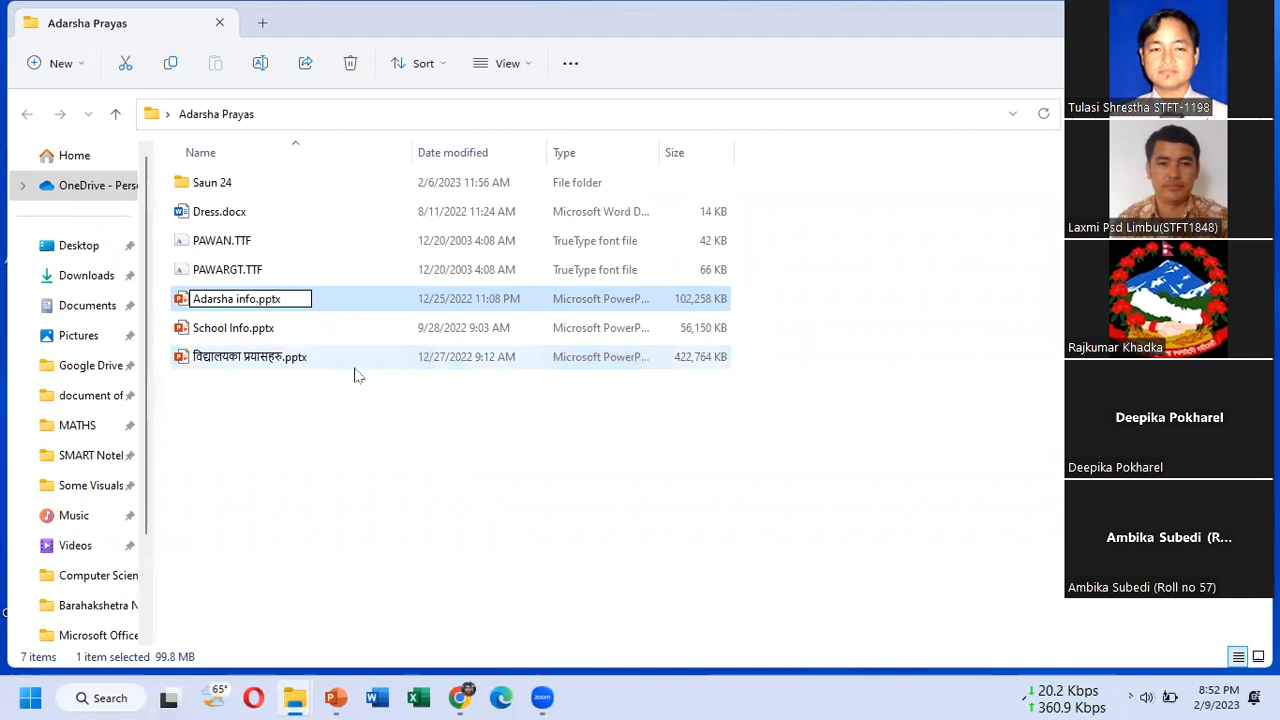 Adarsha Prayas
New
Sort
View
Adarsha Prayas
Name
Date modified
Type
Size
Home
OneDrive - Pers
Desktop
Downloads
Documents
Pictures
Google Drive
document of
MATHS
SMART Notel
Some Visuals
Music
Videos
Computer Scien
Barahakshetra N
Microsoft Office
Saun 24 2/6/2023 11:56 AM File folder
Dress.docx 8/11/2022 11:24 AM Microsoft Word D... 14 KB
PAWAN.TTF 12/20/2003 4:08 AM TrueType font file 42 KB
PAWARGT.TTF 12/20/2003 4:08 AM TrueType font file 66 KB
Adarsha info.pptx 12/25/2022 11:08 PM Microsoft PowerP... 102,258 KB
School Info.pptx 9/28/2022 9:03 AM Microsoft PowerP... 56,150 KB
विद्यालयका प्रयासहरु.pptx 12/27/2022 9:12 AM Microsoft PowerP... 422,764 KB
7 items 1 item selected 99.8 MB
Tulasi Shrestha STFT-1198
Laxmi Psd Limbu(STFT1848)
Rajkumar Khadka
Deepika Pokharel
Deepika Pokharel
Ambika Subedi (R...
Ambika Subedi (Roll no 57)
Search
65°
zoom
20.2 Kbps
360.9 Kbps
8:52 PM
2/9/2023